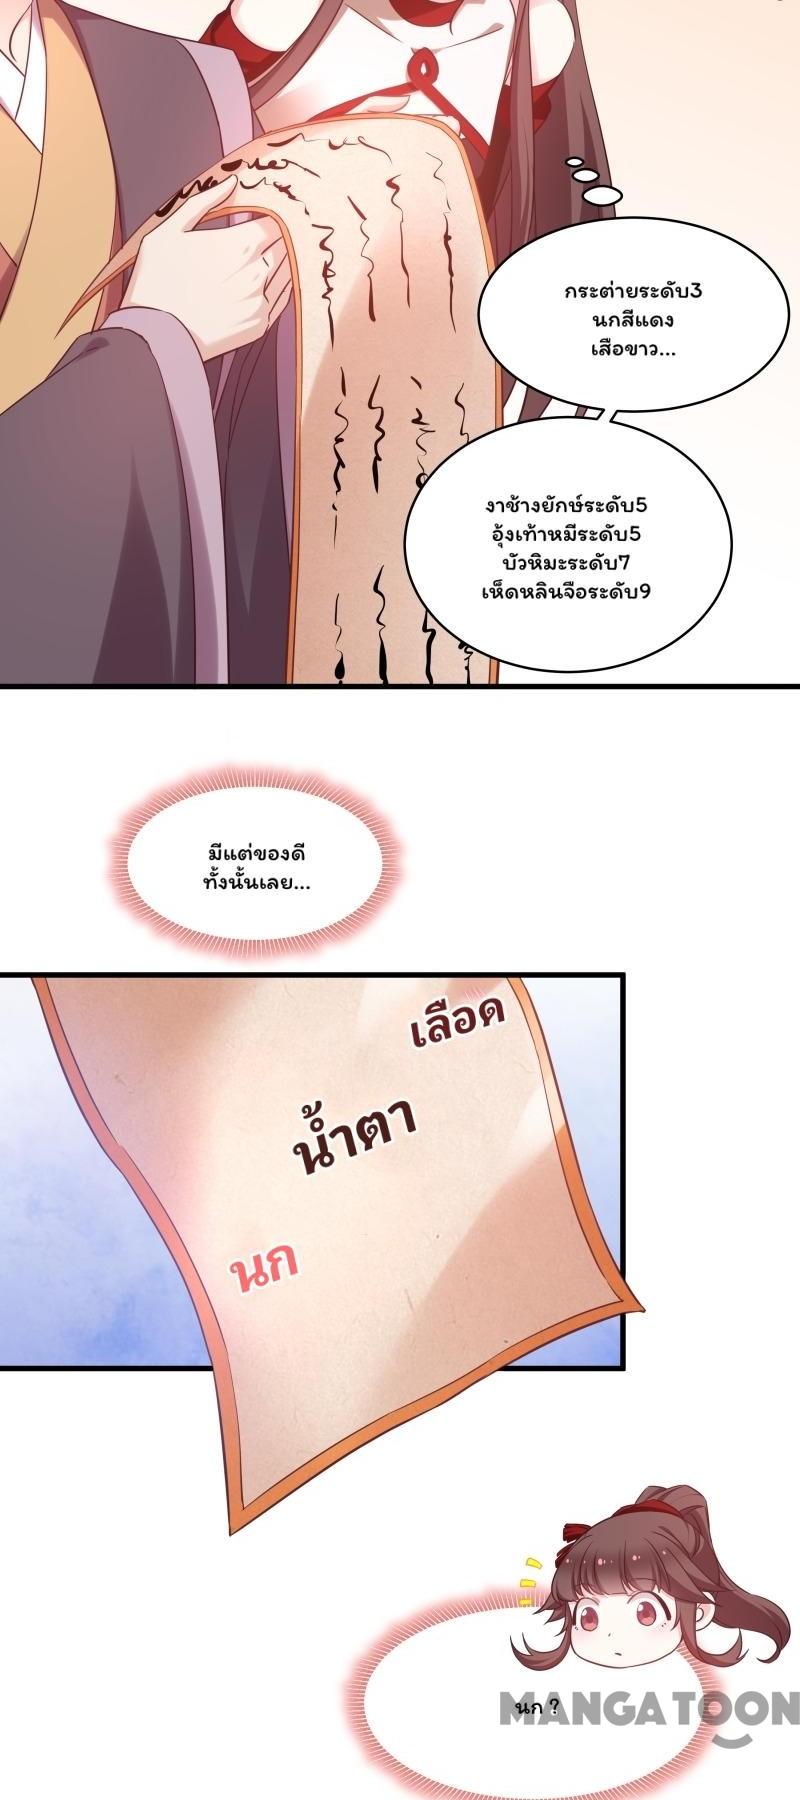 กระต่ายระดับ3
นกสีแดง
เสือขาว...
งาช้างยักษ์ระดับ5
อุ้งเท้าหมีระดับ5
บัวหิมะระดับ7
เห็ดหลินจือระดับ9
มีแต่ของดี
ทั้งนั้นเลย...
เลือด
น้ำตา
นก
นก ?
MANGATOON